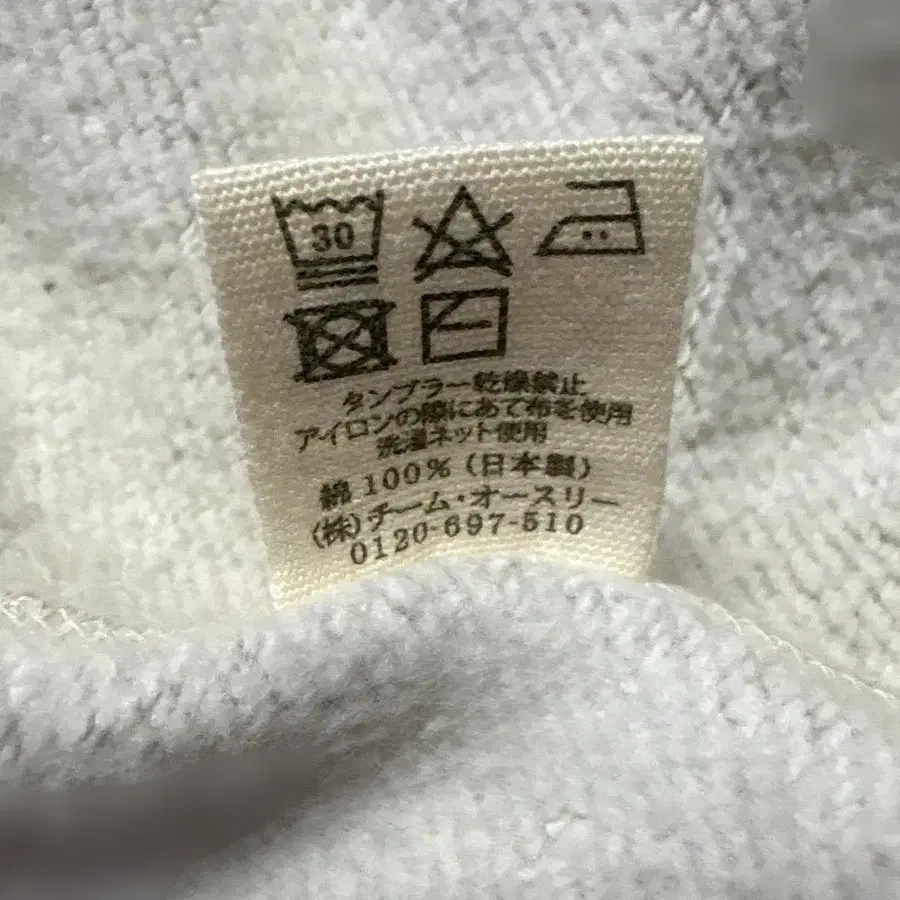 30
タンブラー乾燥禁止
アイロンの際にあて布を使用
洗濯ネット使用
綿 100% (日本製)
(株)チーム・オースリー
0120-697-510